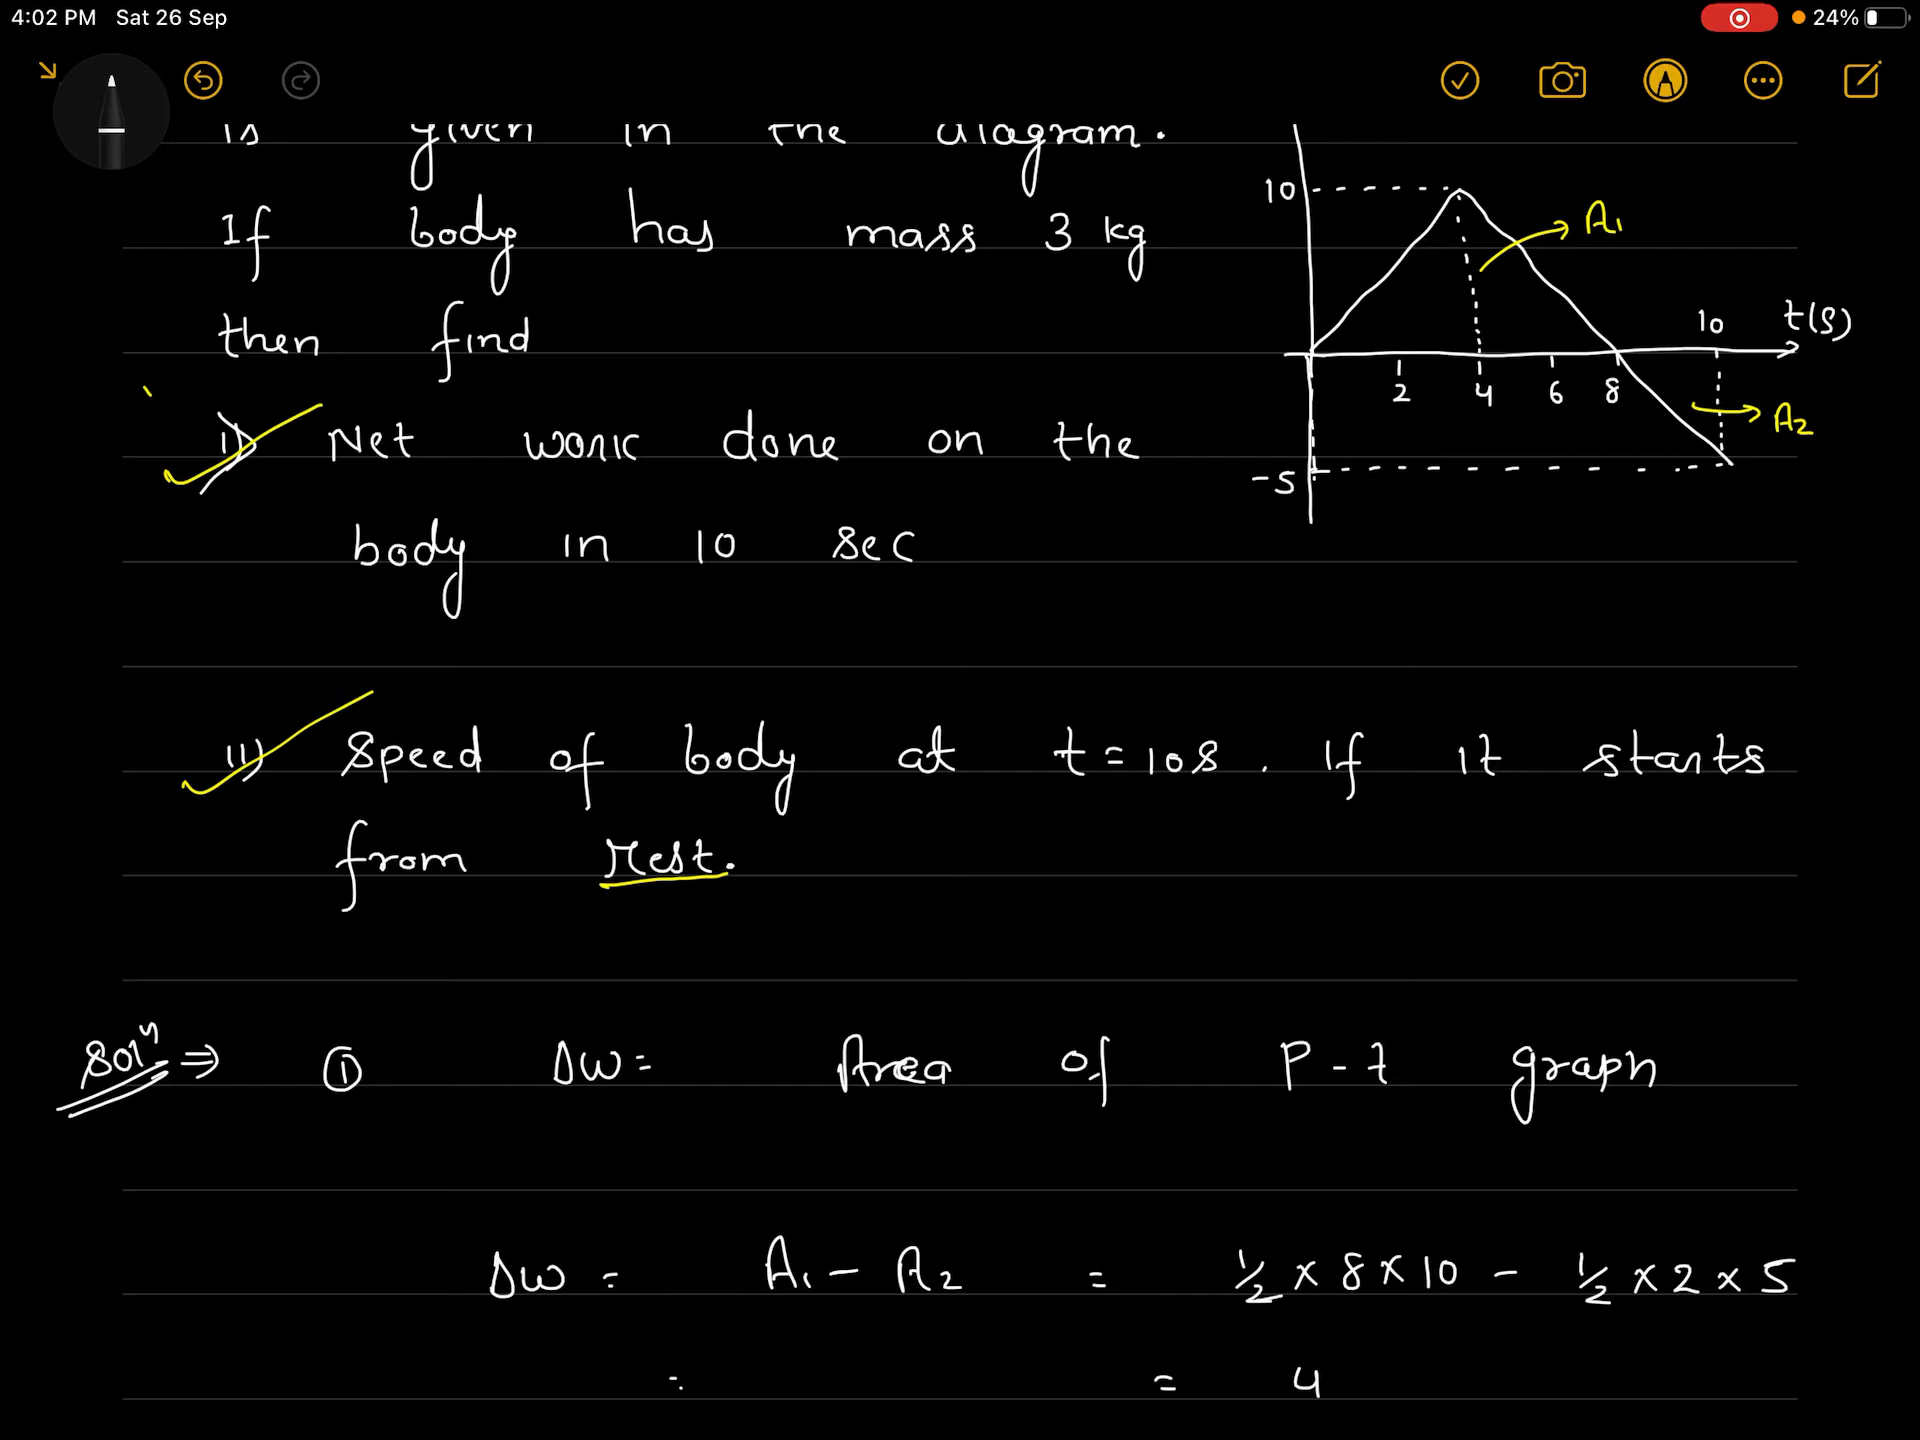 4:02 PM Sat 26 Sep
24%
is given in the diagram.
If body has mass 3 kg
then find
i) Net work done on the
body in 10 sec
10
A1
10 t(s)
2 4 6 8
A2
-5
ii) Speed of body at t=10s. If it starts
from rest.
Solⁿ ⇒ ① ΔW= Area of P-t graph
ΔW = A1 - A2 = ½ × 8 × 10 - ½ × 2 × 5
= 4